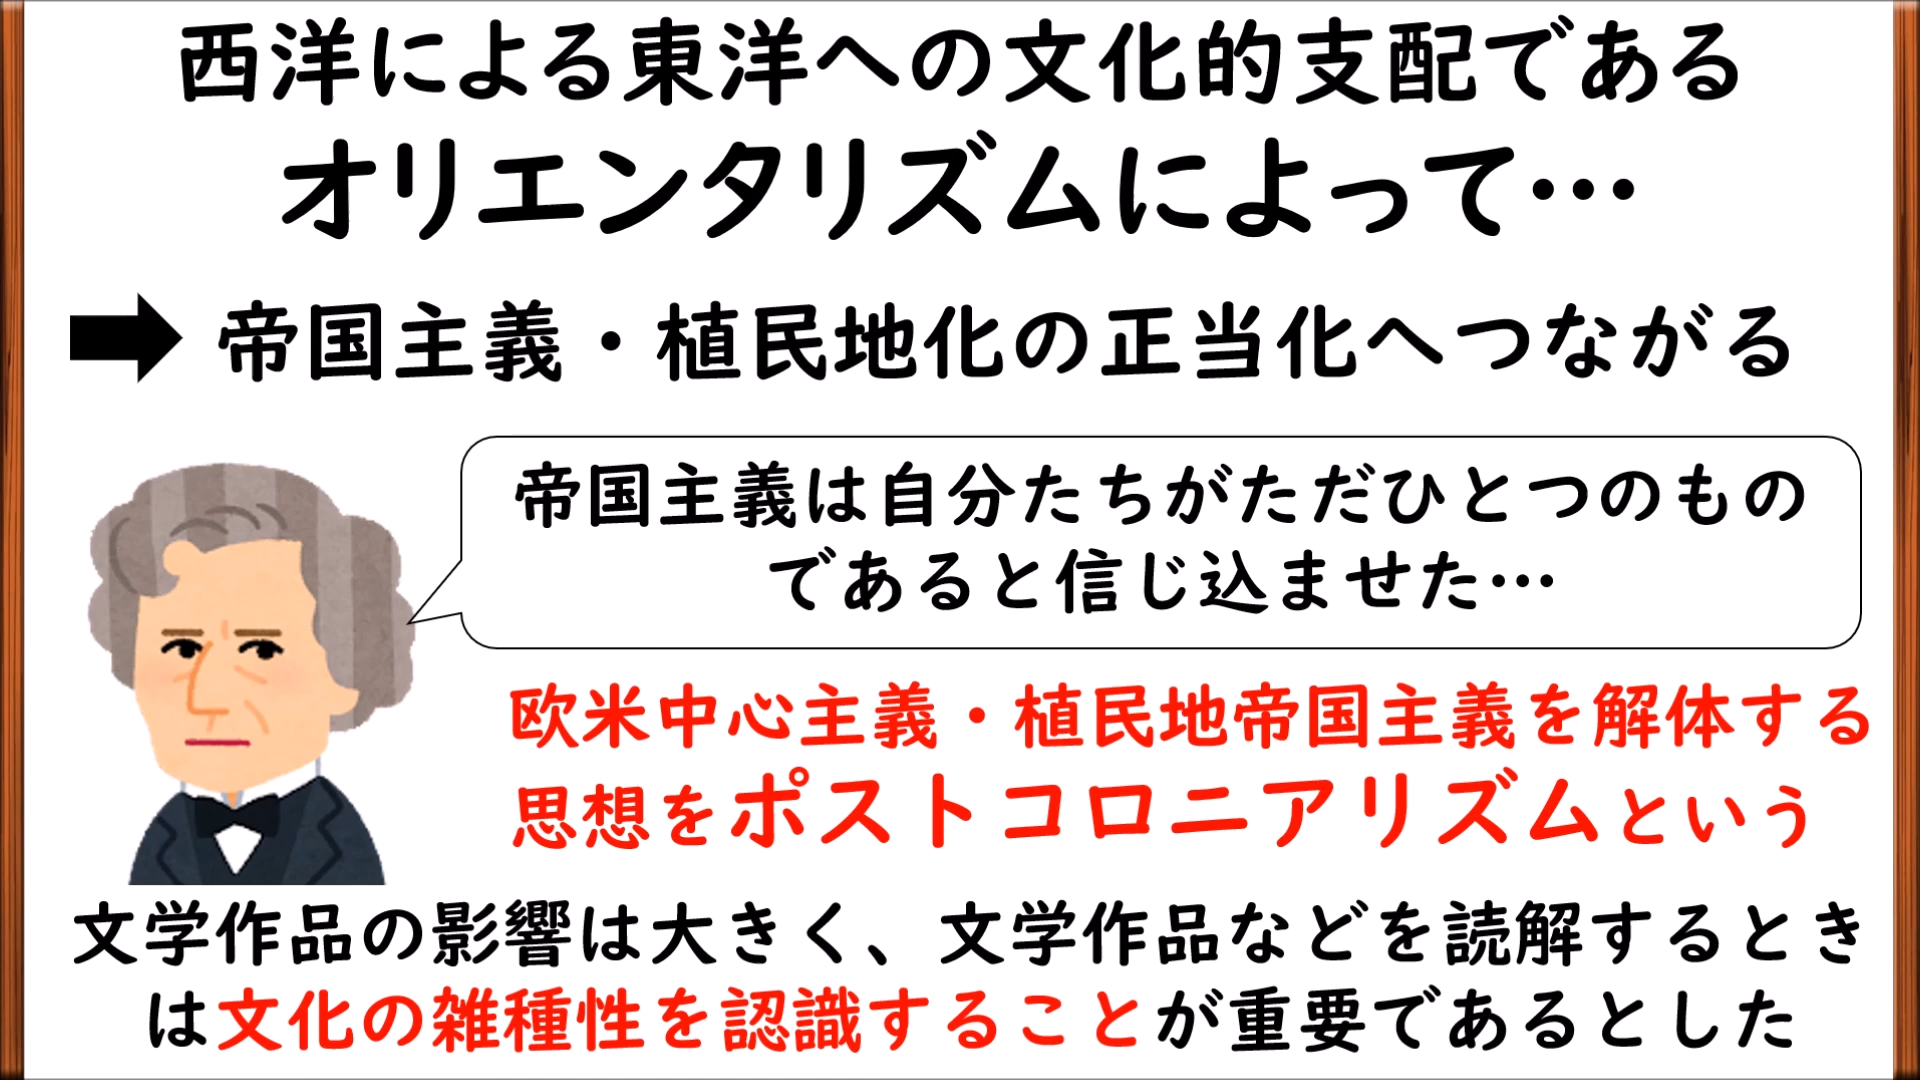 西洋による東洋への文化的支配である
オリエンタリズムによって…
帝国主義・植民地化の正当化へつながる
帝国主義は自分たちがただひとつのもの
であると信じ込ませた…
欧米中心主義・植民地帝国主義を解体する
思想をポストコロニアリズムという
文学作品の影響は大きく、文学作品などを読解するとき
は文化の雑種性を認識することが重要であるとした